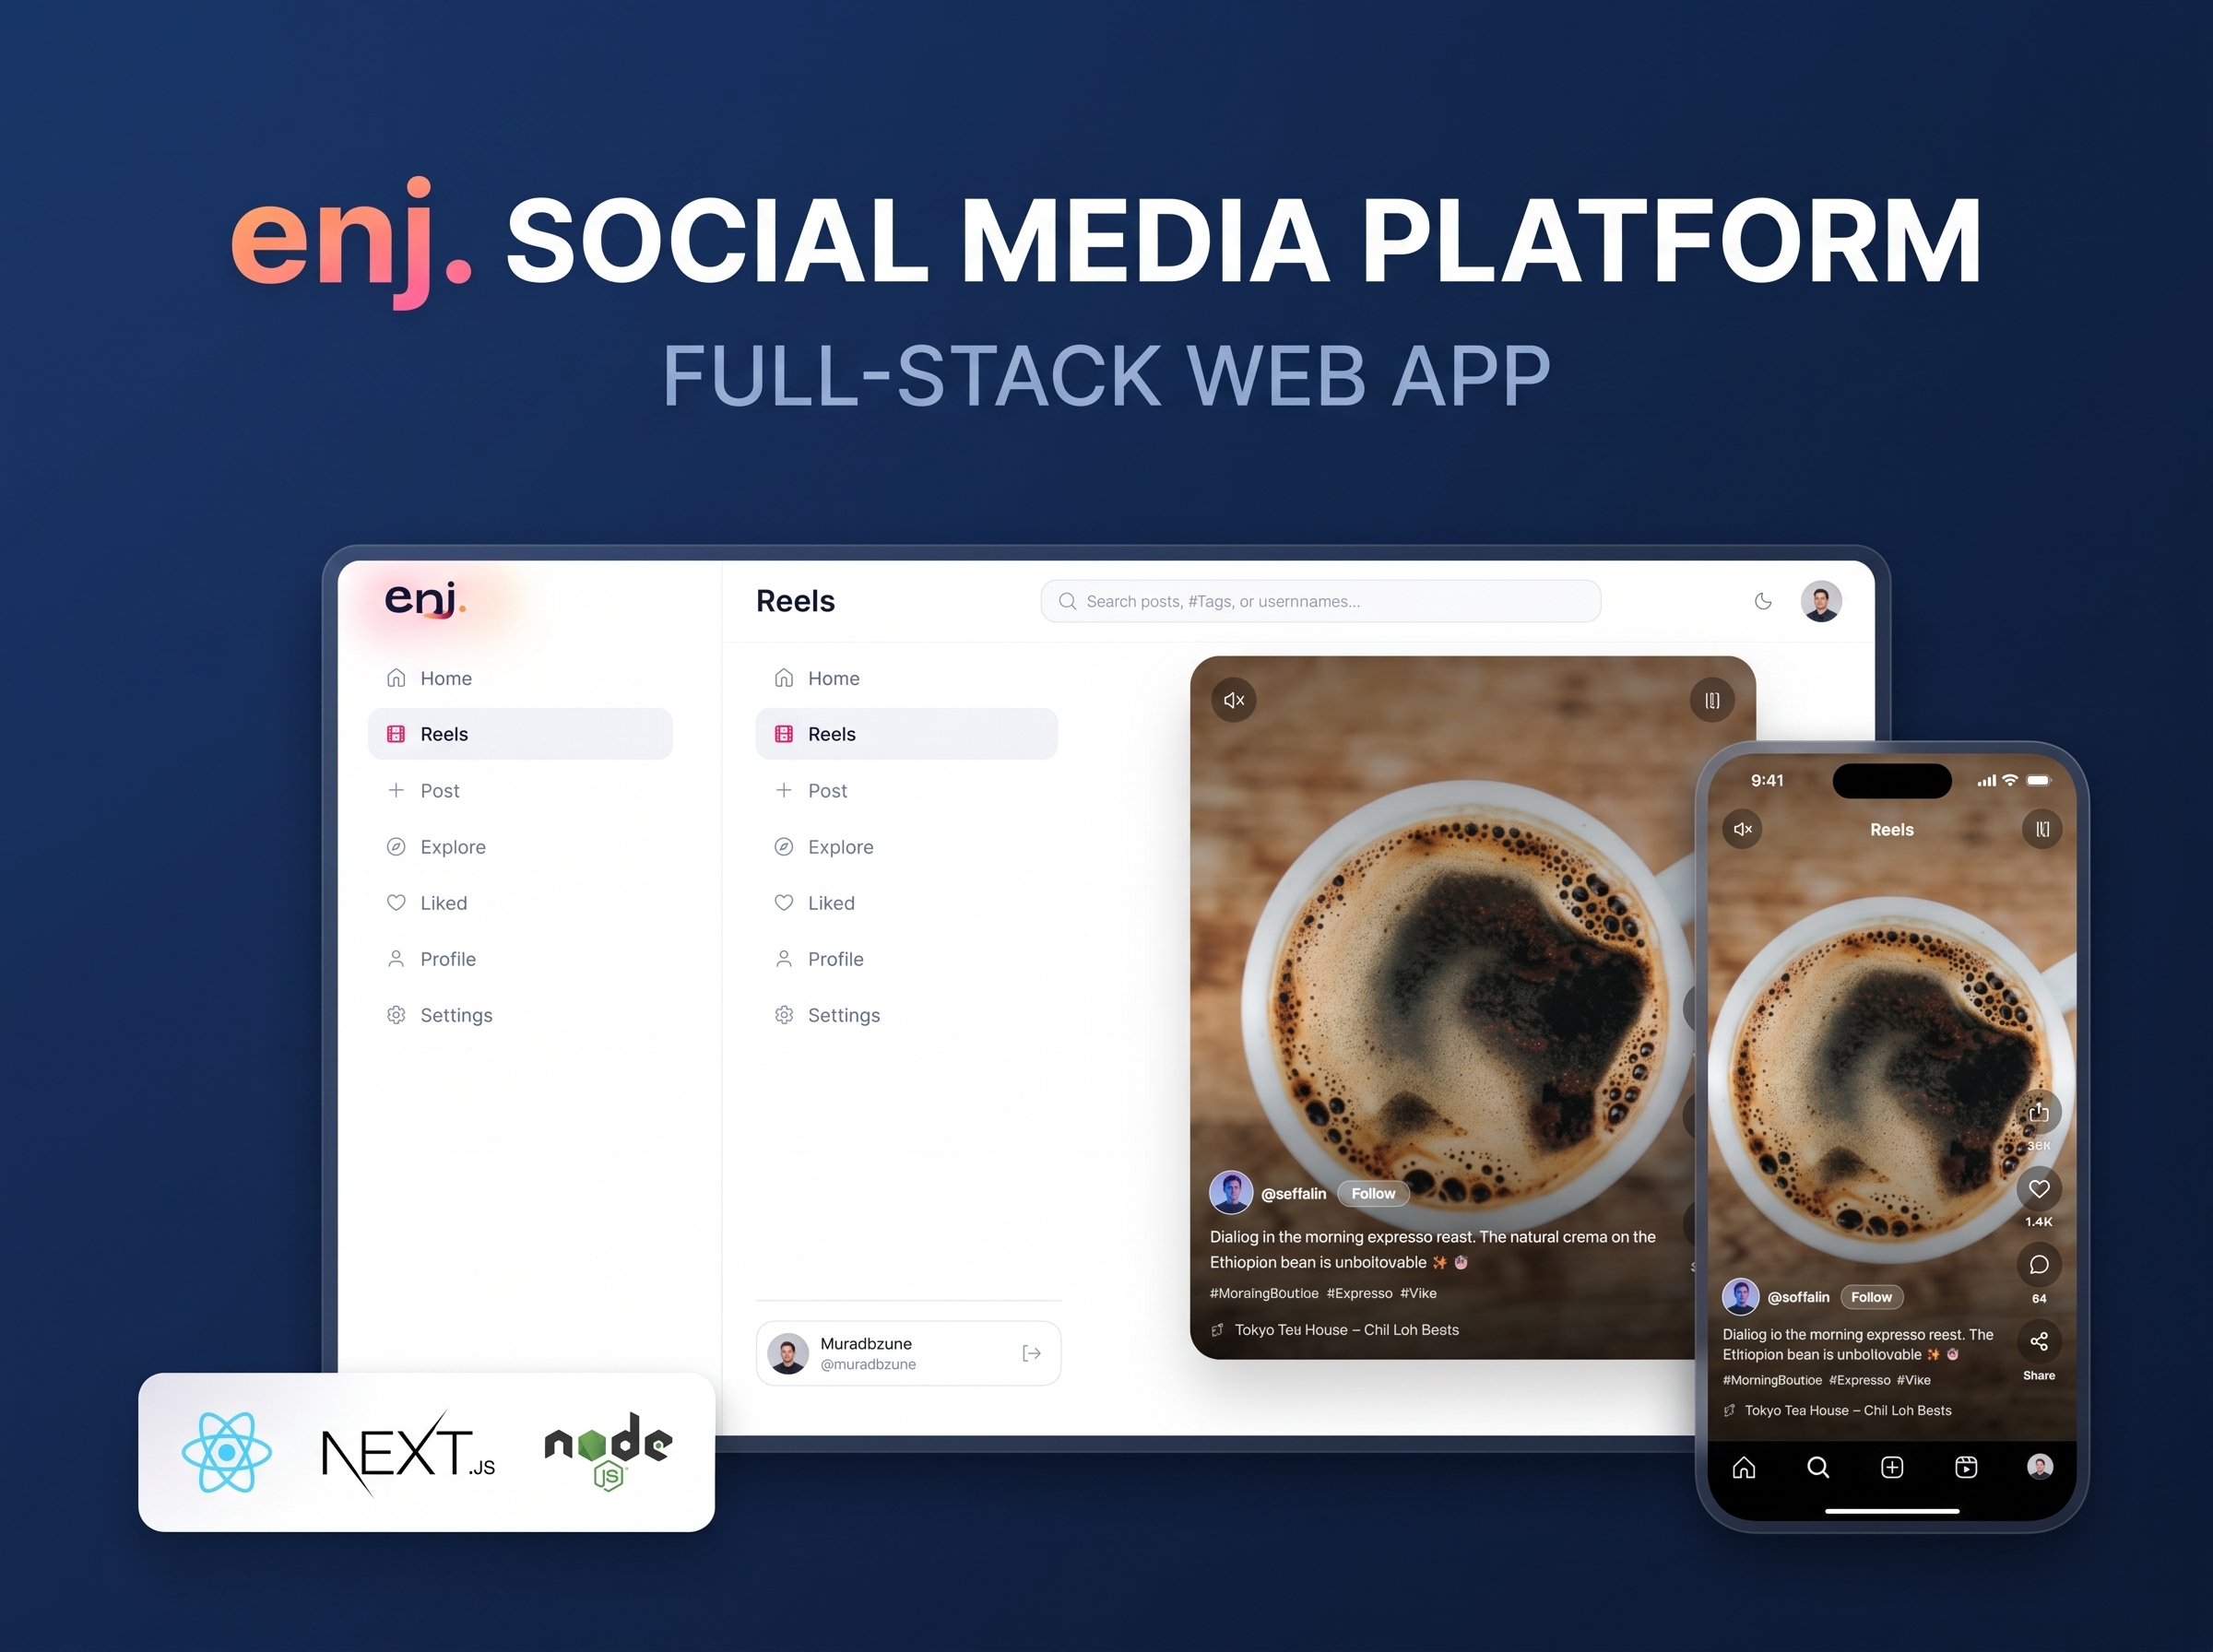 enj. SOCIAL MEDIA PLATFORM
FULL-STACK WEB APP
enj.
Home
Reels
Post
Explore
Liked
Profile
Settings
Reels
Search posts, #Tags, or usernnames...
Home
Reels
Post
Explore
Liked
Profile
Settings
Muradbzune
@muradbzune
@seffalin Follow
Dialiog in the morning expresso reast. The natural crema on the
Ethiopion bean is unboltovable
#MoraingBoutioe #Expresso #Vike
Tokyo Teu House – Chil Loh Bests
9:41
Reels
1.4K
64
Share
@soffalin Follow
Dialiog io the morning expresso reest. The
Ethiopion bean is unboltovable
#MorningBoutioe #Expresso #Vike
Tokyo Tea House – Chil Loh Bests
NEXT.JS
node
JS